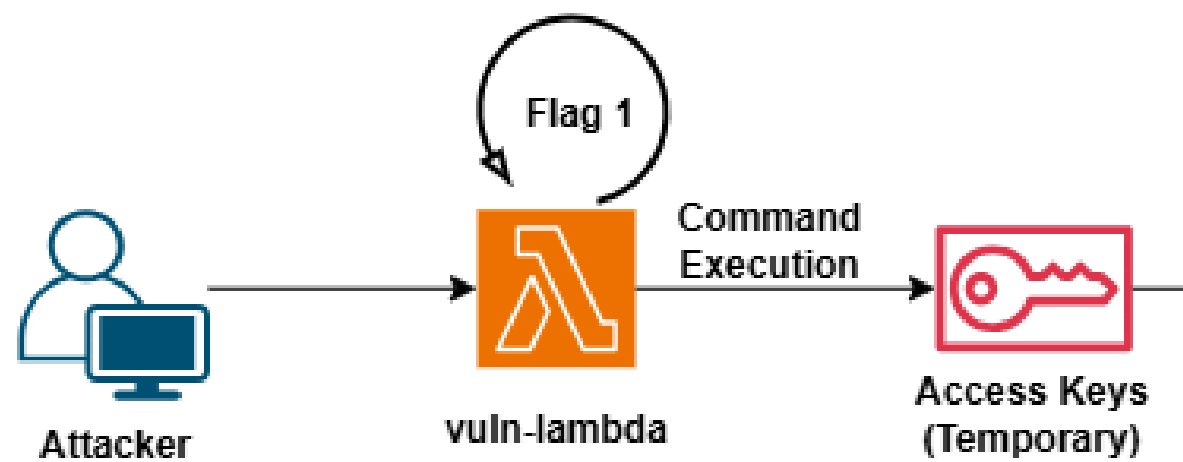 Flag 1
Command
Execution
Attacker
vuln-lambda
Access Keys
(Temporary)